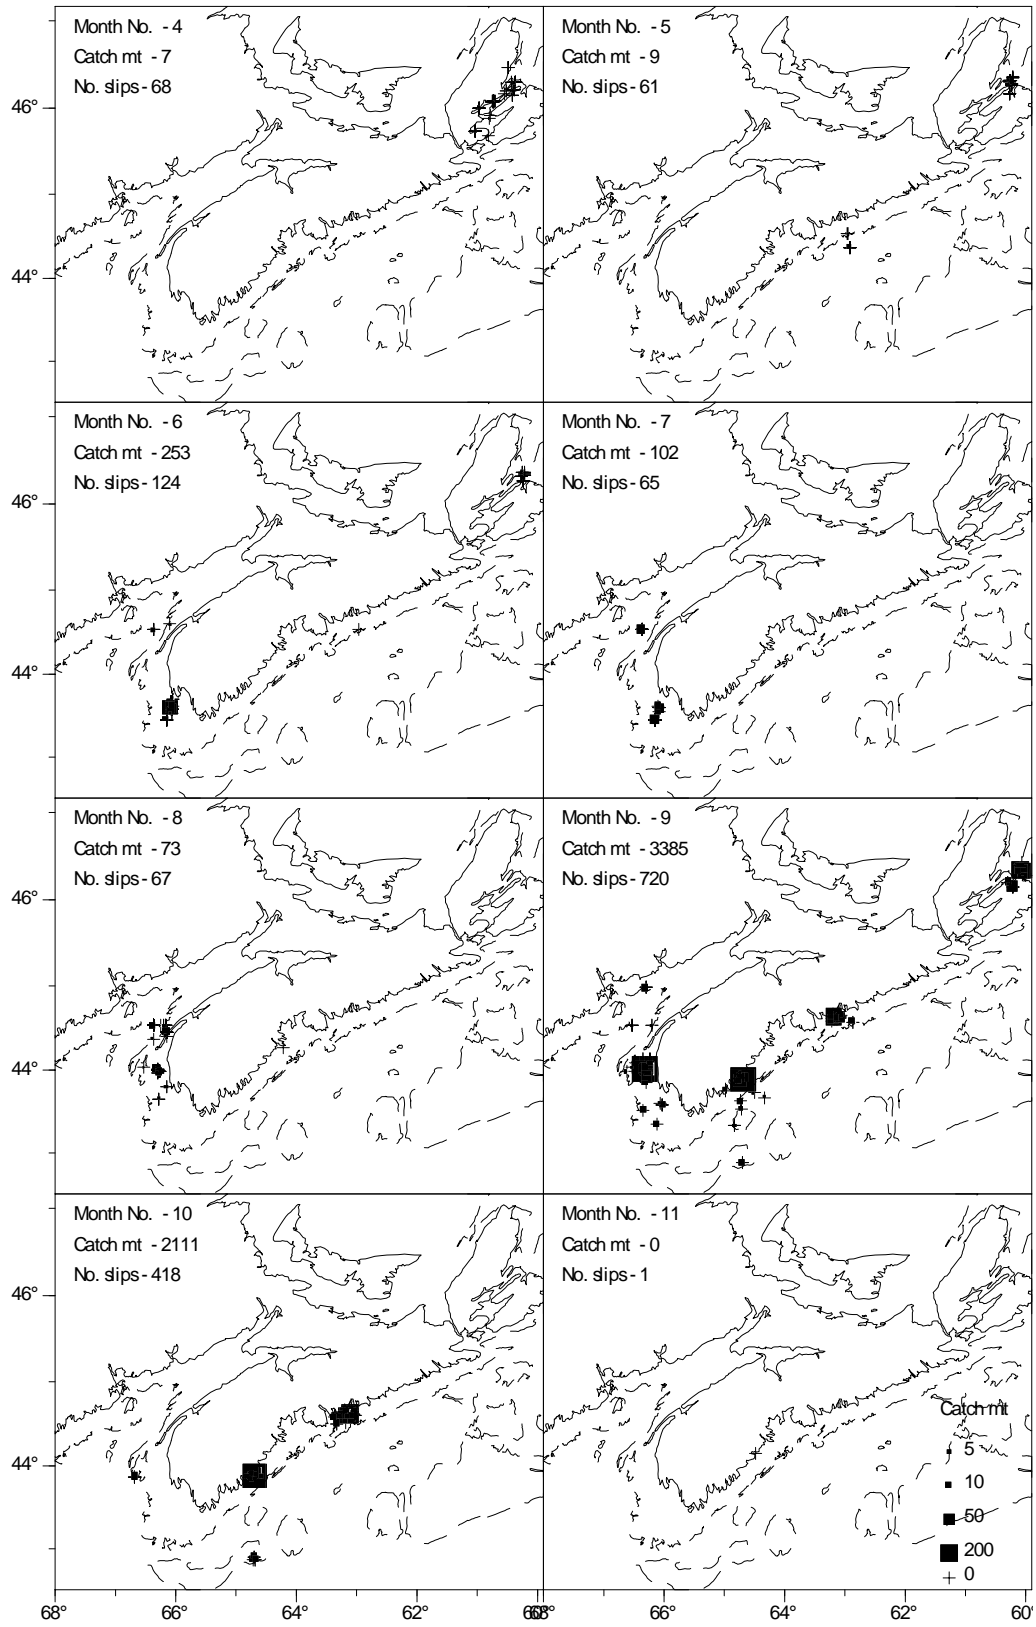 Month No. - 4
Catch mt - 7
No. slips - 68
Month No. - 5
Catch mt - 9
No. slips - 61
46°
44°
Month No. - 6
Catch mt - 253
No. slips - 124
Month No. - 7
Catch mt - 102
No. slips - 65
46°
44°
Month No. - 8
Catch mt - 73
No. slips - 67
Month No. - 9
Catch mt - 3385
No. slips - 720
46°
44°
Month No. - 10
Catch mt - 2111
No. slips - 418
Month No. - 11
Catch mt - 0
No. slips - 1
46°
44°
Catch mt
5
10
50
200
0
68° 66° 64° 62° 66° 64° 62° 60°